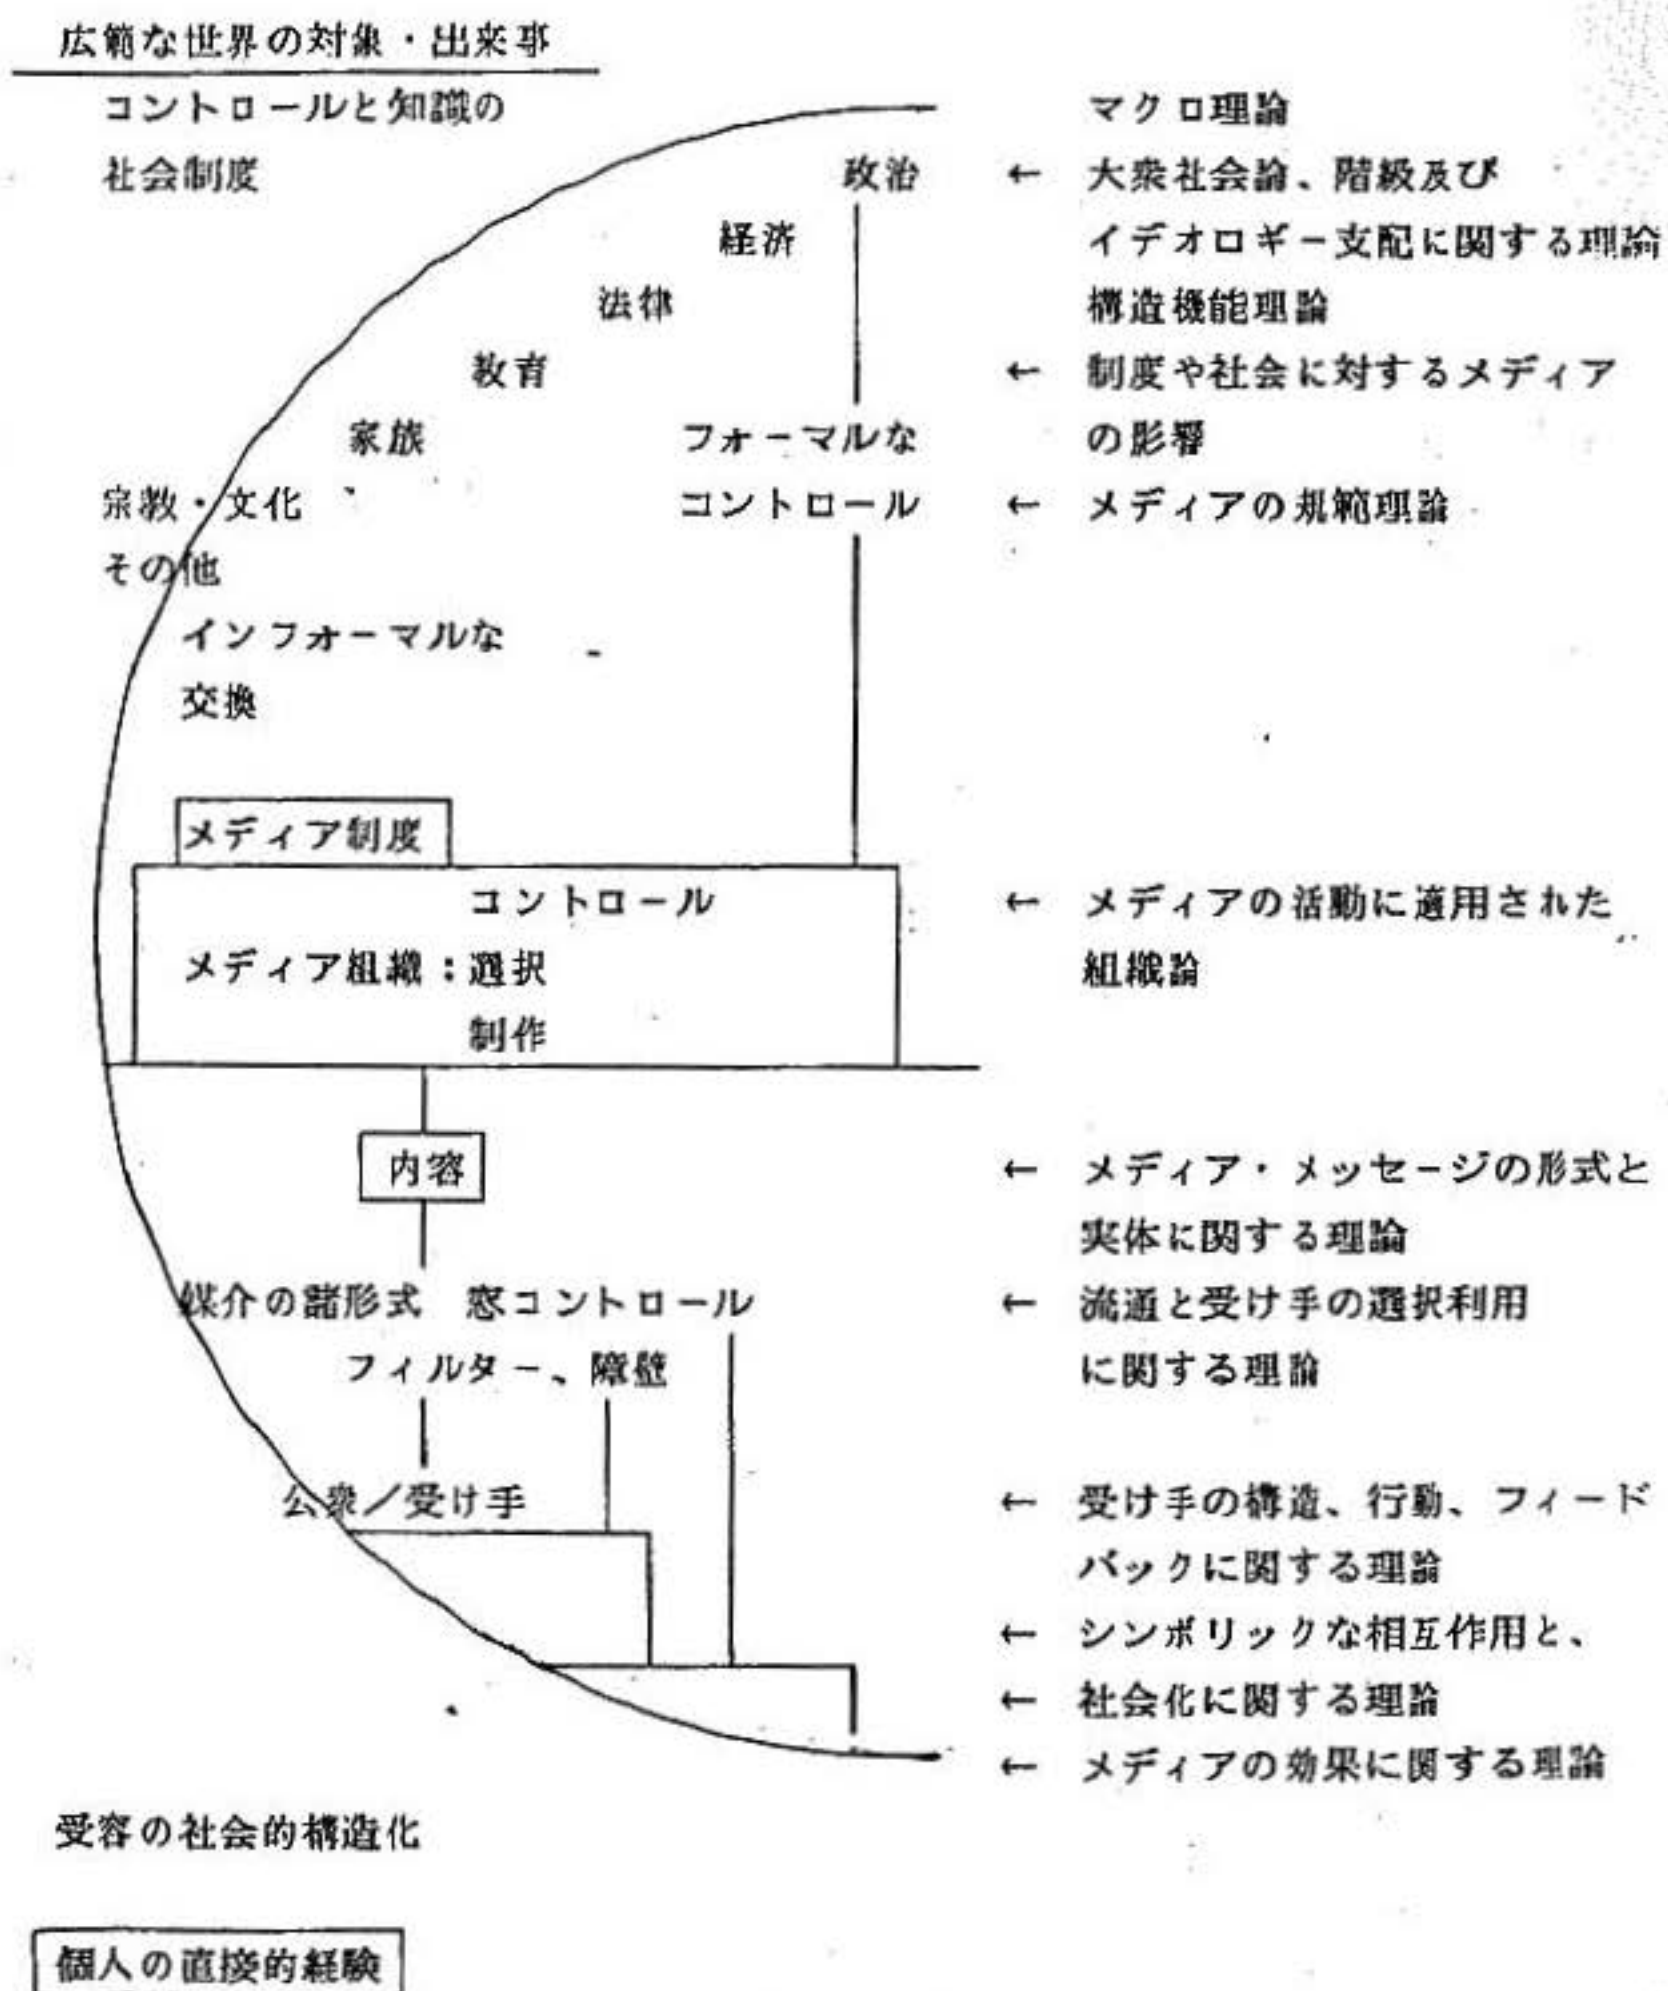 広範な世界の対象・出来事
コントロールと知識の
社会制度
政治
経済
法律
教育
家族
宗教・文化
その他
フォーマルな
コントロール
インフォーマルな
交換
メディア制度
コントロール
メディア組織：選択
制作
内容
媒介の諸形式　窓コントロール
フィルター、障壁
公衆／受け手
受容の社会的構造化
個人の直接的経験
マクロ理論
← 大衆社会論、階級及び
イデオロギー支配に関する理論
構造機能理論
← 制度や社会に対するメディア
の影響
← メディアの規範理論
← メディアの活動に適用された
組織論
← メディア・メッセージの形式と
実体に関する理論
← 流通と受け手の選択利用
に関する理論
← 受け手の構造、行動、フィード
バックに関する理論
← シンボリックな相互作用と、
← 社会化に関する理論
← メディアの効果に関する理論